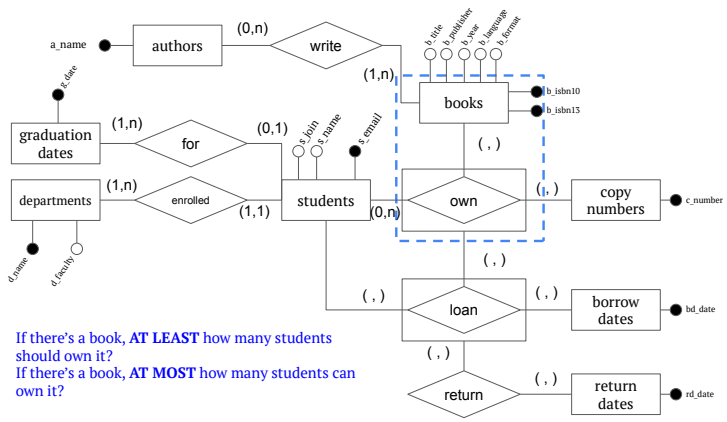 a_name
authors
(0,n)
write
(1,n)
b_title
b_publisher
b_year
b_language
b_format
books
b_isbn10
b_isbn13
g_date
graduation
dates
(1,n)
for
(0,1)
s_join
s_name
s_email
( , )
departments
(1,n)
enrolled
(1,1)
students
(0,n)
own
( , )
copy
numbers
c_number
d_name
d_faculty
( , )
( , )
loan
( , )
borrow
dates
bd_date
( , )
return
( , )
return
dates
rd_date
If there's a book, AT LEAST how many students
should own it?
If there's a book, AT MOST how many students can
own it?